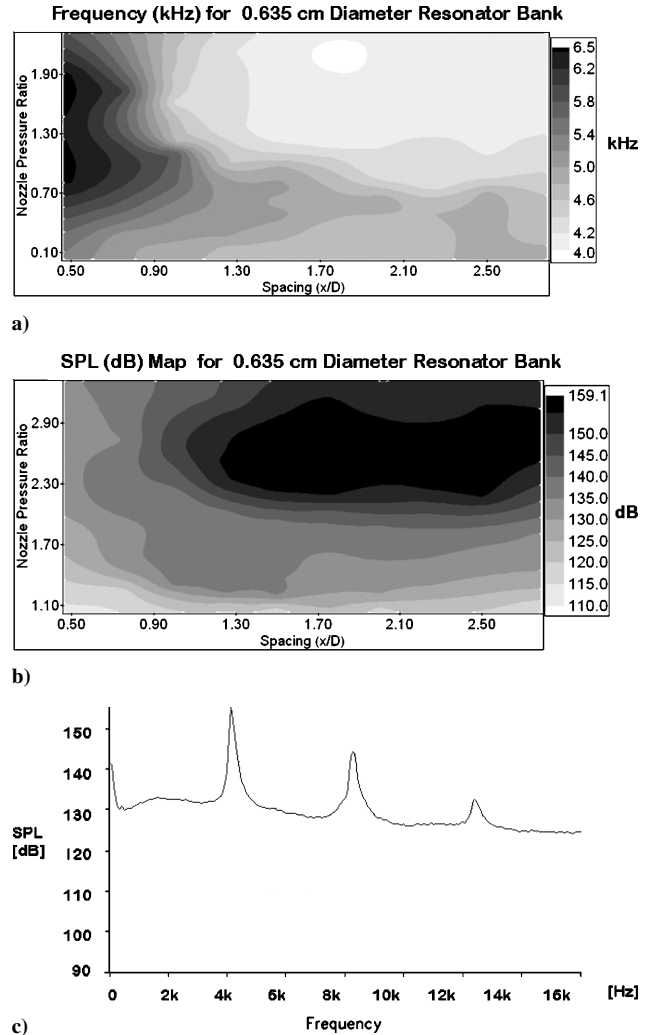 Frequency (kHz) for 0.635 cm Diameter Resonator Bank
Nozzle Pressure Ratio
1.90
1.30
0.70
0.10
0.50 0.90 1.30 1.70 2.10 2.50
Spacing (x/D)
6.5
6.2
5.8
5.4
5.0
4.6
4.2
4.0
kHz
a)
SPL (dB) Map for 0.635 cm Diameter Resonator Bank
Nozzle Pressure Ratio
2.90
2.30
1.70
1.10
0.50 0.90 1.30 1.70 2.10 2.50
Spacing (x/D)
159.1
150.0
145.0
140.0
135.0
130.0
120.0
115.0
110.0
dB
b)
150
140
130
120
110
100
90
SPL
[dB]
0 2k 4k 6k 8k 10k 12k 14k 16k [Hz]
Frequency
c)